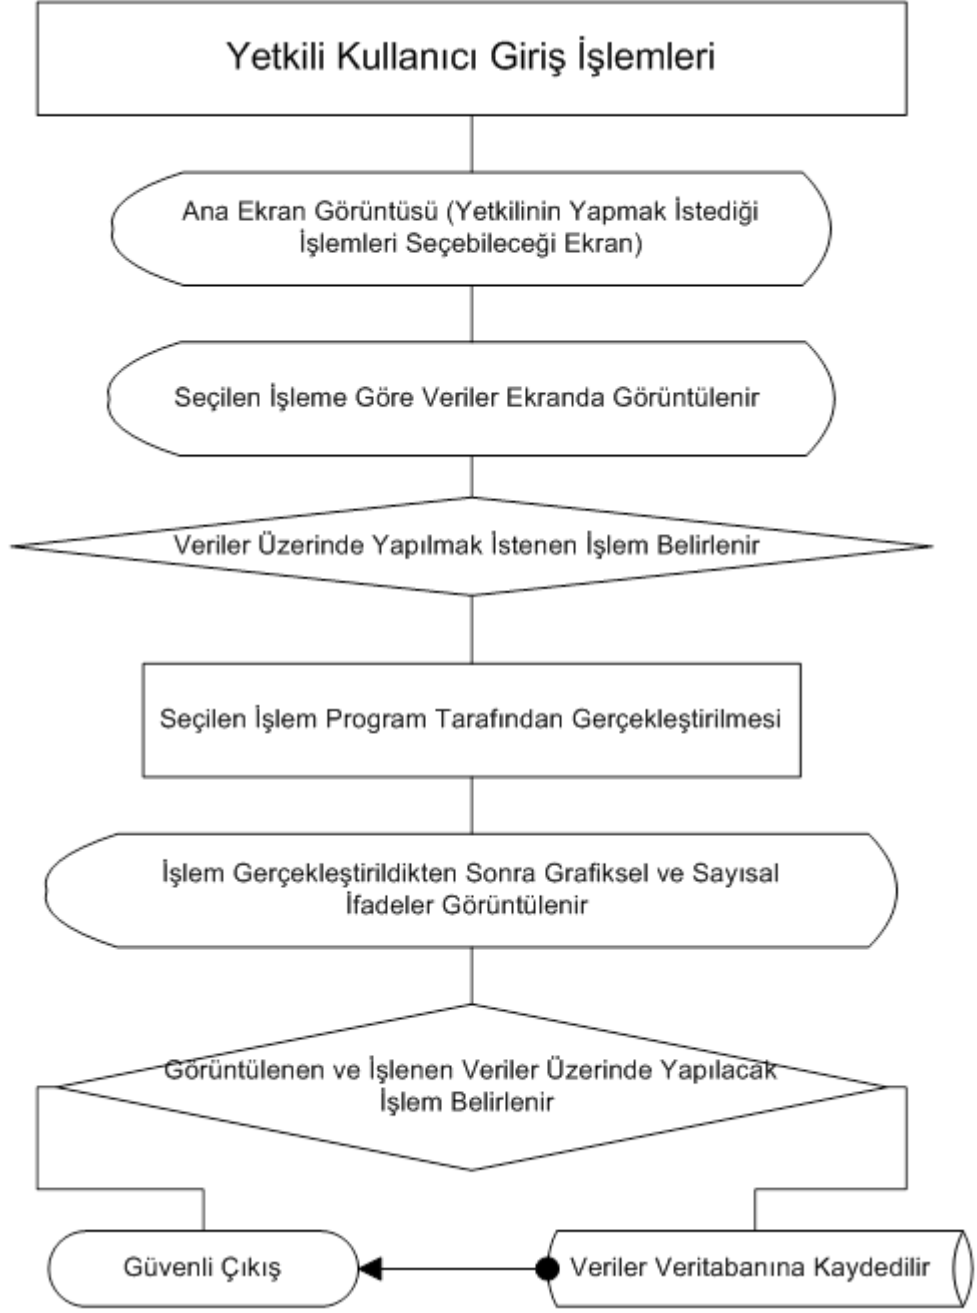 Yetkili Kullanıcı Giriş İşlemleri
Ana Ekran Görüntüsü (Yetkilinin Yapmak İstediği
İşlemleri Seçebileceği Ekran)
Seçilen İşleme Göre Veriler Ekranda Görüntülenir
Veriler Üzerinde Yapılmak İstenen İşlem Belirlenir
Seçilen İşlem Program Tarafından Gerçekleştirilmesi
İşlem Gerçekleştirildikten Sonra Grafiksel ve Sayısal
İfadeler Görüntülenir
Görüntülenen ve İşlenen Veriler Üzerinde Yapılacak
İşlem Belirlenir
Güvenli Çıkış
Veriler Veritabanına Kaydedilir